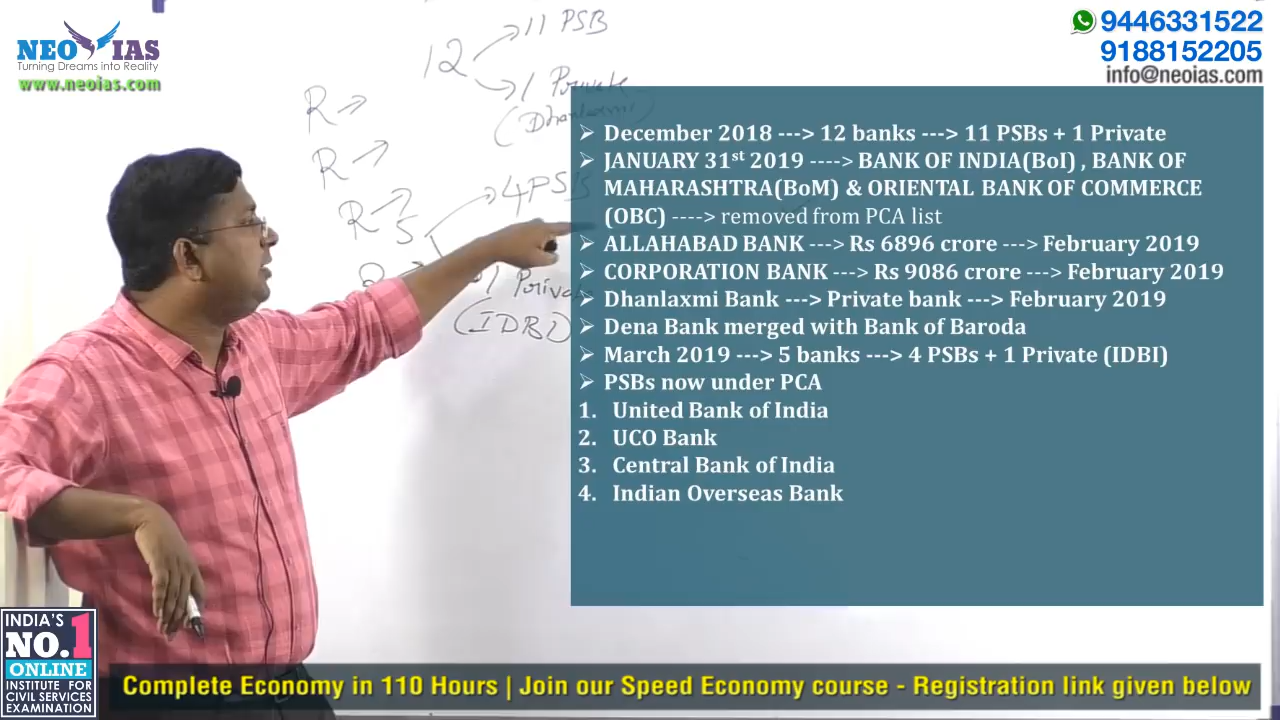 NEO IAS
Turning Dreams into Reality
www.neoias.com
9446331522
9188152205
info@neoias.com
12
11 PSB
1 Private
(Dhanlaxmi)
R →
R →
R →
5
4 PSB
1 Private
(IDBI)
➢ December 2018 ---> 12 banks ---> 11 PSBs + 1 Private
➢ JANUARY 31st 2019 ----> BANK OF INDIA(BoI) , BANK OF
MAHARASHTRA(BoM) & ORIENTAL BANK OF COMMERCE
(OBC) ----> removed from PCA list
➢ ALLAHABAD BANK ---> Rs 6896 crore ---> February 2019
➢ CORPORATION BANK ---> Rs 9086 crore ---> February 2019
➢ Dhanlaxmi Bank ---> Private bank ---> February 2019
➢ Dena Bank merged with Bank of Baroda
➢ March 2019 ---> 5 banks ---> 4 PSBs + 1 Private (IDBI)
➢ PSBs now under PCA
1. United Bank of India
2. UCO Bank
3. Central Bank of India
4. Indian Overseas Bank
INDIA'S
NO.1
ONLINE
INSTITUTE FOR
CIVIL SERVICES
EXAMINATION
Complete Economy in 110 Hours | Join our Speed Economy course - Registration link given below